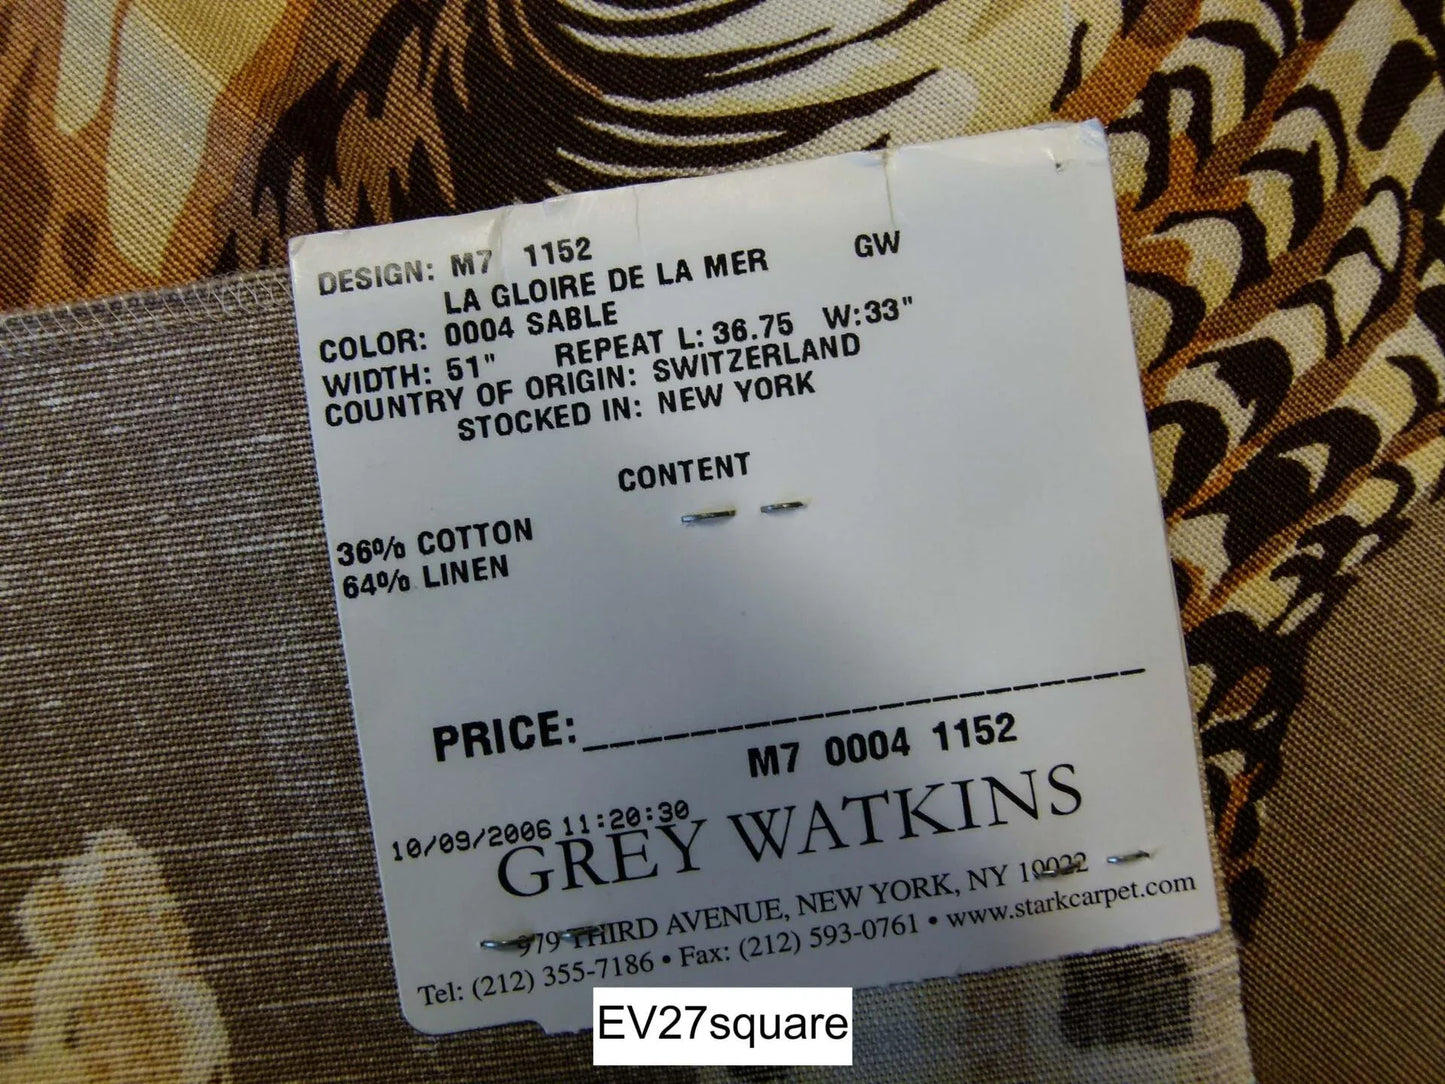 DESIGN: M7 1152 GW
LA GLOIRE DE LA MER
COLOR: 0004 SABLE
WIDTH: 51" REPEAT L: 36.75 W:33"
COUNTRY OF ORIGIN: SWITZERLAND
STOCKED IN: NEW YORK
CONTENT
36% COTTON
64% LINEN
PRICE:
M7 0004 1152
10/09/2006 11:20:30
GREY WATKINS
979 THIRD AVENUE, NEW YORK, NY 10022
Tel: (212) 355-7186 • Fax: (212) 593-0761 • www.starkcarpet.com
EV27square